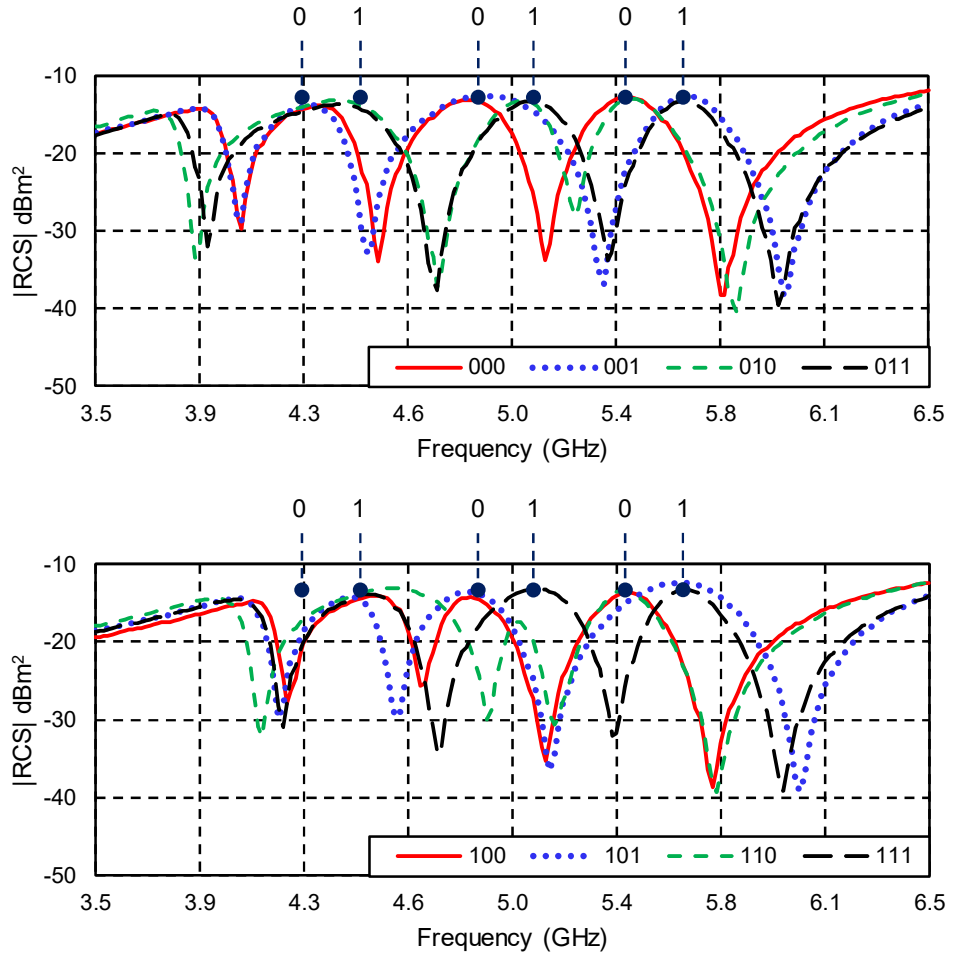 0 1 0 1 0 1
-10
-20
-30
-40
-50
|RCS| dBm²
000 001 010 011
3.5 3.9 4.3 4.6 5.0 5.4 5.8 6.1 6.5
Frequency (GHz)
0 1 0 1 0 1
-10
-20
-30
-40
-50
|RCS| dBm²
100 101 110 111
3.5 3.9 4.3 4.6 5.0 5.4 5.8 6.1 6.5
Frequency (GHz)